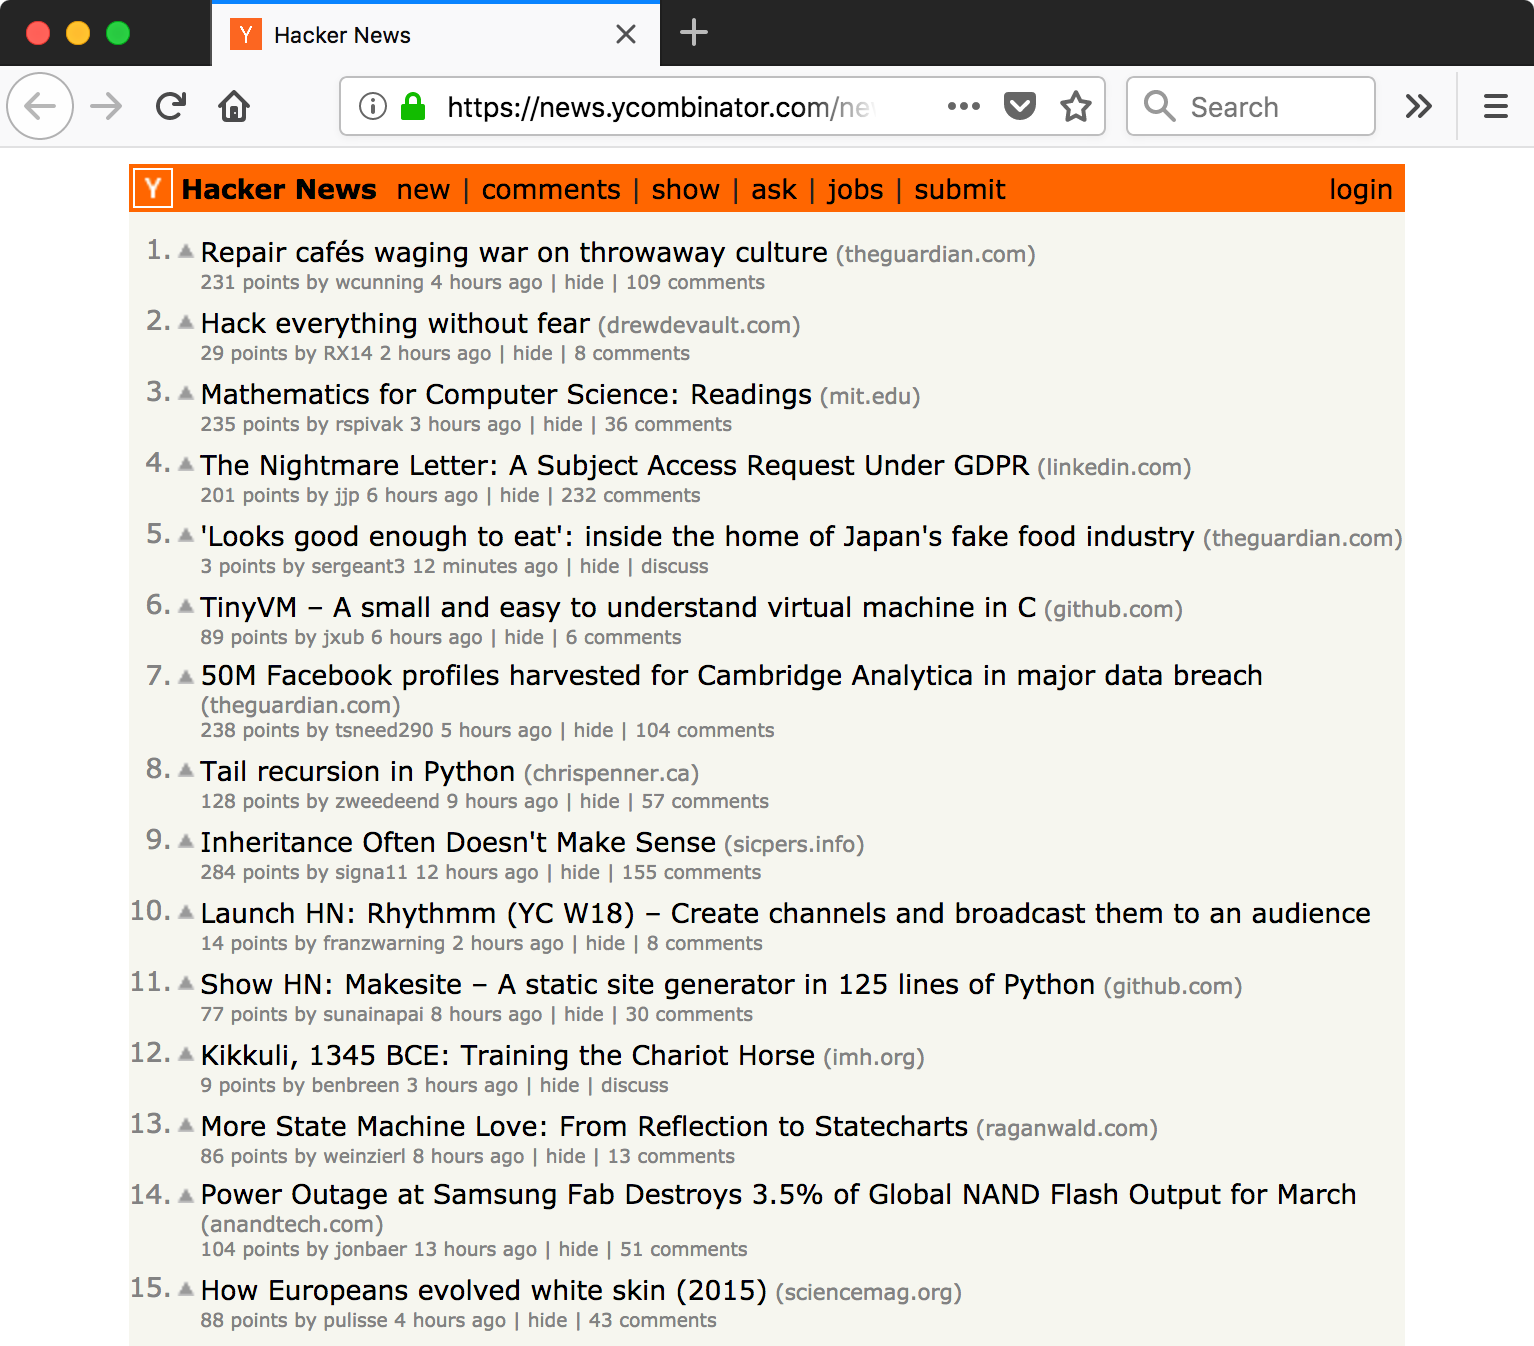 Y Hacker News
https://news.ycombinator.com/ne
Search
Y Hacker News new | comments | show | ask | jobs | submit login
1. Repair cafés waging war on throwaway culture (theguardian.com)
231 points by wcunning 4 hours ago | hide | 109 comments
2. Hack everything without fear (drewdevault.com)
29 points by RX14 2 hours ago | hide | 8 comments
3. Mathematics for Computer Science: Readings (mit.edu)
235 points by rspivak 3 hours ago | hide | 36 comments
4. The Nightmare Letter: A Subject Access Request Under GDPR (linkedin.com)
201 points by jjp 6 hours ago | hide | 232 comments
5. 'Looks good enough to eat': inside the home of Japan's fake food industry (theguardian.com)
3 points by sergeant3 12 minutes ago | hide | discuss
6. TinyVM – A small and easy to understand virtual machine in C (github.com)
89 points by jxub 6 hours ago | hide | 6 comments
7. 50M Facebook profiles harvested for Cambridge Analytica in major data breach
(theguardian.com)
238 points by tsneed290 5 hours ago | hide | 104 comments
8. Tail recursion in Python (chrispenner.ca)
128 points by zweedeend 9 hours ago | hide | 57 comments
9. Inheritance Often Doesn't Make Sense (sicpers.info)
284 points by signa11 12 hours ago | hide | 155 comments
10. Launch HN: Rhythmm (YC W18) – Create channels and broadcast them to an audience
14 points by franzwarning 2 hours ago | hide | 8 comments
11. Show HN: Makesite – A static site generator in 125 lines of Python (github.com)
77 points by sunainapai 8 hours ago | hide | 30 comments
12. Kikkuli, 1345 BCE: Training the Chariot Horse (imh.org)
9 points by benbreen 3 hours ago | hide | discuss
13. More State Machine Love: From Reflection to Statecharts (raganwald.com)
86 points by weinzierl 8 hours ago | hide | 13 comments
14. Power Outage at Samsung Fab Destroys 3.5% of Global NAND Flash Output for March
(anandtech.com)
104 points by jonbaer 13 hours ago | hide | 51 comments
15. How Europeans evolved white skin (2015) (sciencemag.org)
88 points by pulisse 4 hours ago | hide | 43 comments